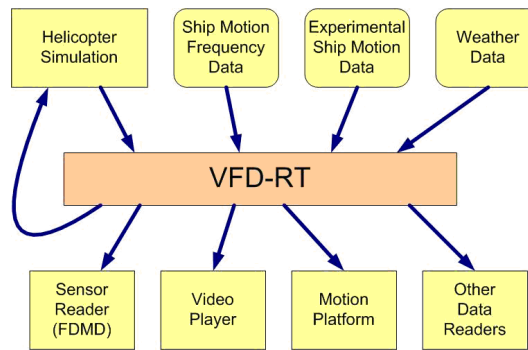 Helicopter
Simulation
Ship Motion
Frequency
Data
Experimental
Ship Motion
Data
Weather
Data
VFD-RT
Sensor
Reader
(FDMD)
Video
Player
Motion
Platform
Other
Data
Readers